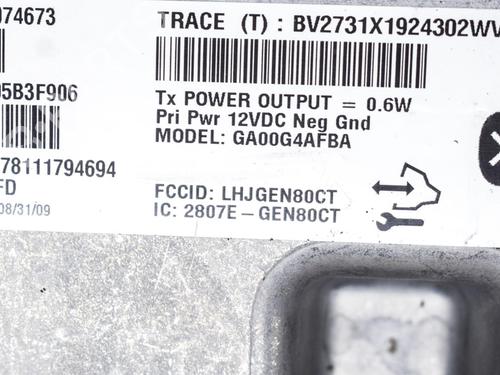 074673
TRACE (T) : BV2731X1924302WV
05B3F906
Tx POWER OUTPUT = 0.6W
Pri Pwr 12VDC Neg Gnd
MODEL: GA00G4AFBA
78111794694
FD
08/31/09
FCCID: LHJGEN80CT
IC: 2807E-GEN80CT